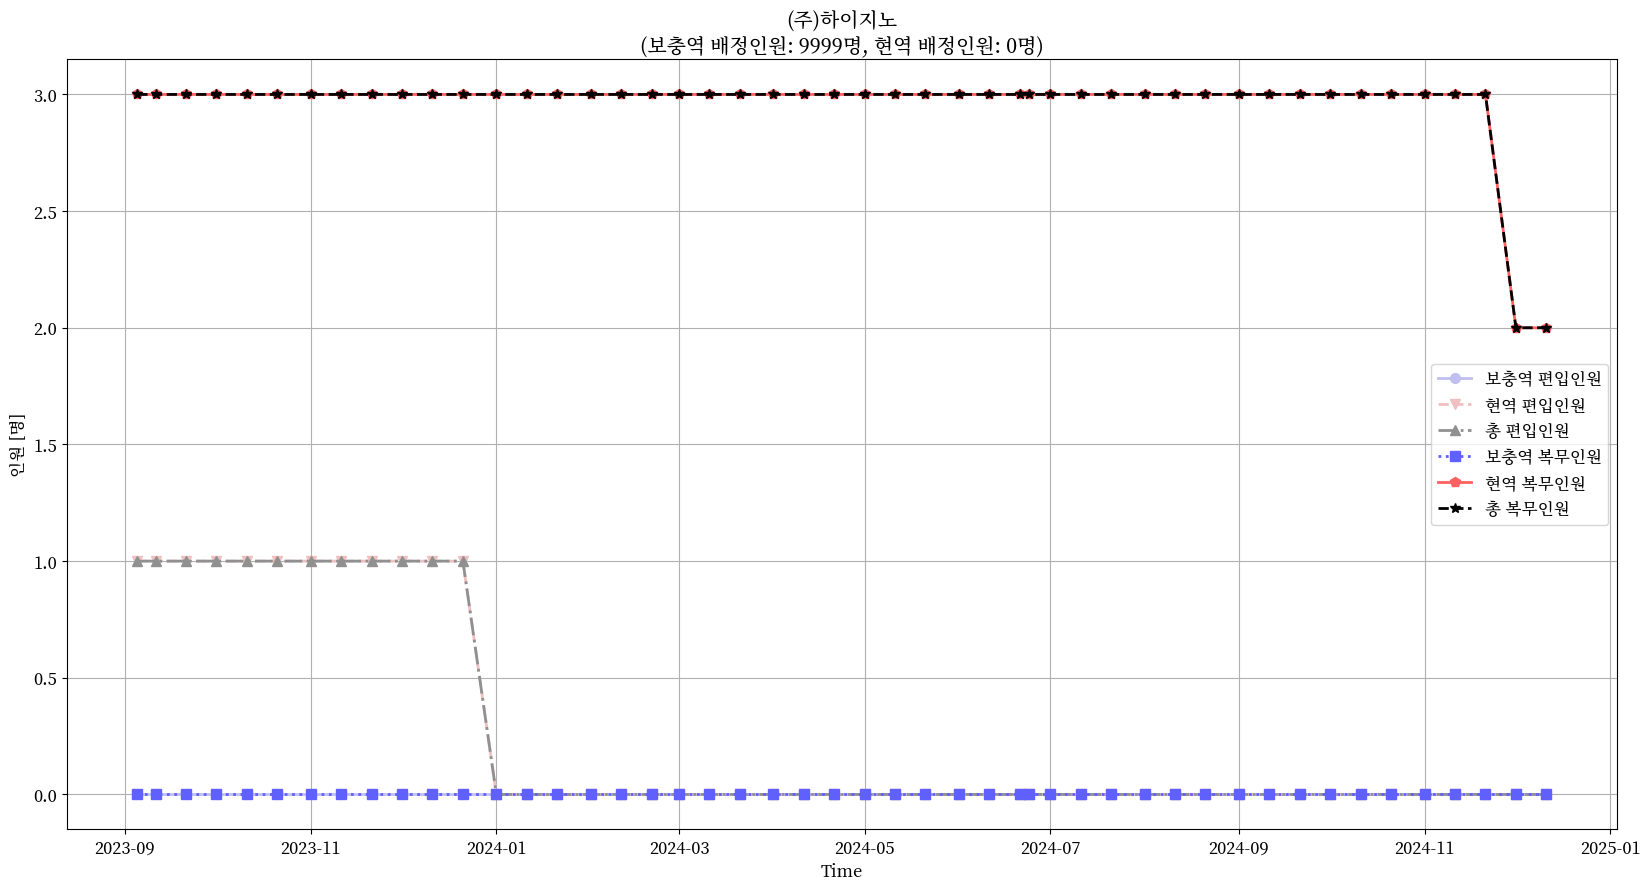 (주)하이지노
(보충역 배정인원: 9999명, 현역 배정인원: 0명)
인원 [명]
3.0
2.5
2.0
1.5
1.0
0.5
0.0
보충역 편입인원
현역 편입인원
총 편입인원
보충역 복무인원
현역 복무인원
총 복무인원
2023-09 2023-11 2024-01 2024-03 2024-05 2024-07 2024-09 2024-11 2025-01
Time